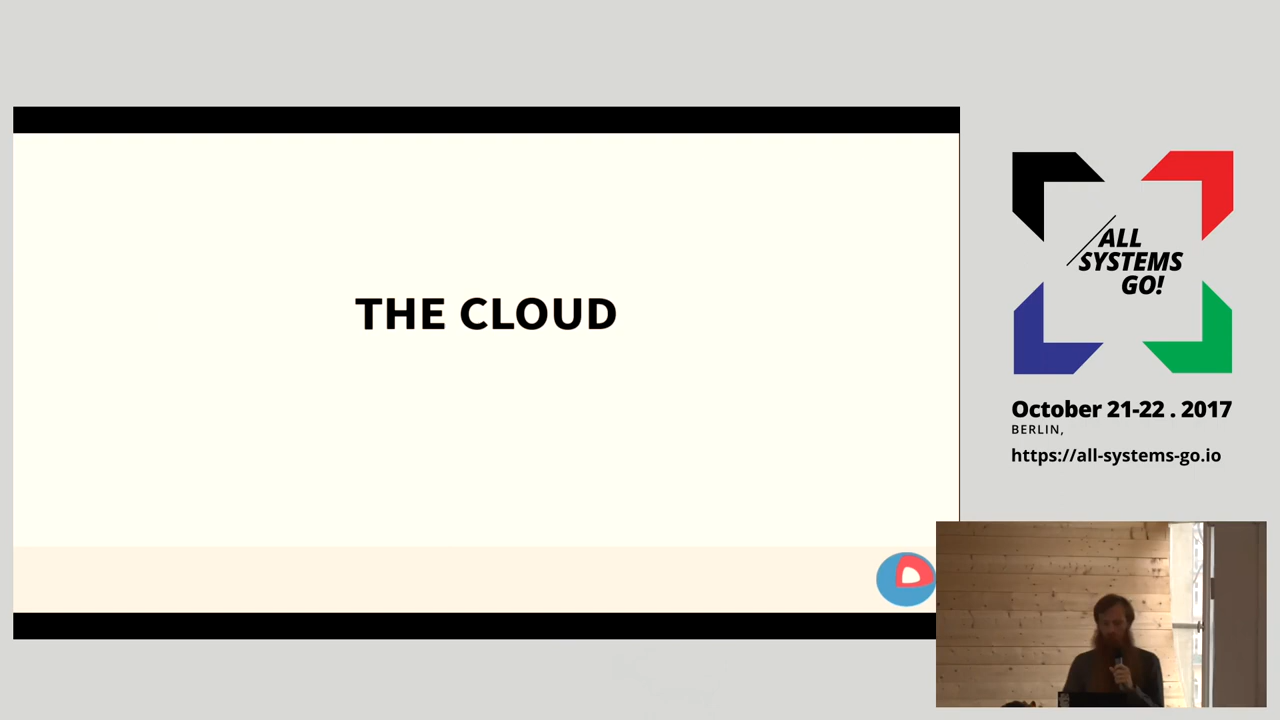 THE CLOUD
ALL
SYSTEMS
GO!
October 21-22 . 2017
BERLIN,
https://all-systems-go.io